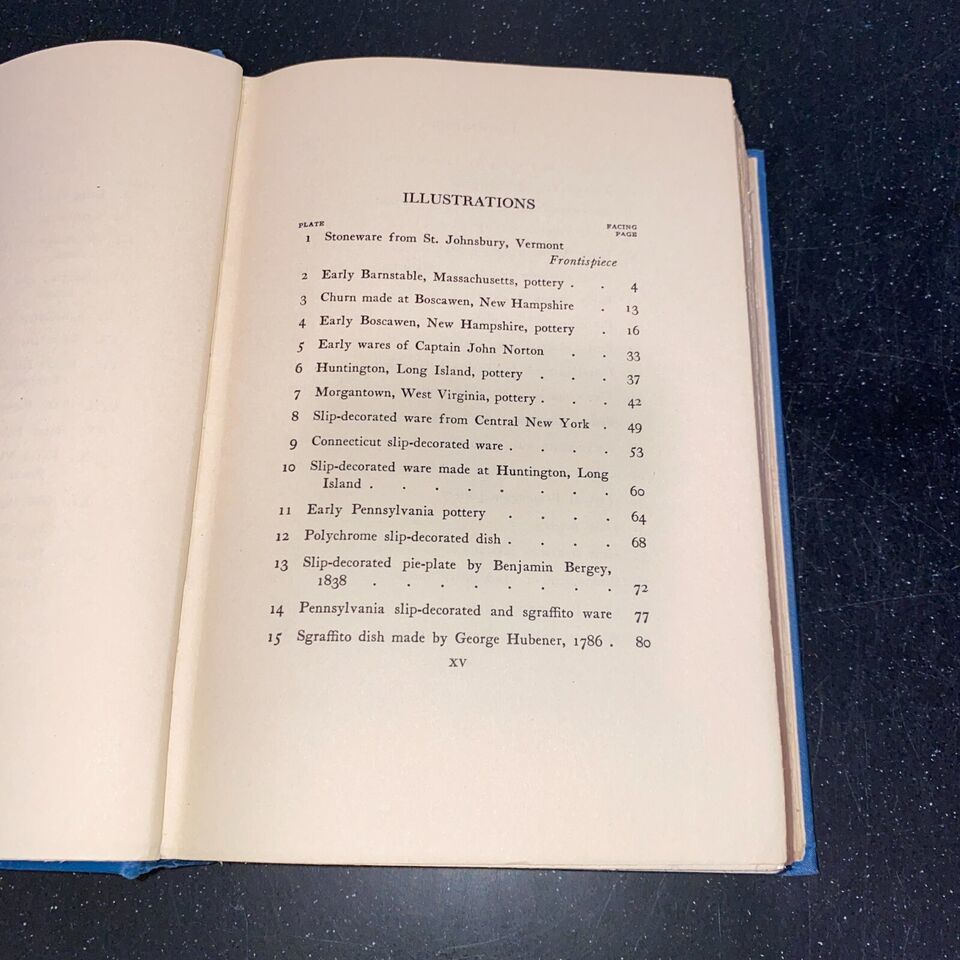 ILLUSTRATIONS
PLATE FACING PAGE
1 Stoneware from St. Johnsbury, Vermont
Frontispiece
2 Early Barnstable, Massachusetts, pottery . . 4
3 Churn made at Boscawen, New Hampshire . 13
4 Early Boscawen, New Hampshire, pottery . 16
5 Early wares of Captain John Norton . . 33
6 Huntington, Long Island, pottery . . . 37
7 Morgantown, West Virginia, pottery . . . 42
8 Slip-decorated ware from Central New York . 49
9 Connecticut slip-decorated ware . . . . 53
10 Slip-decorated ware made at Huntington, Long
Island . . . . . . . . 60
11 Early Pennsylvania pottery . . . . 64
12 Polychrome slip-decorated dish . . . . 68
13 Slip-decorated pie-plate by Benjamin Bergey,
1838 . . . . . . . 72
14 Pennsylvania slip-decorated and sgraffito ware 77
15 Sgraffito dish made by George Hubener, 1786 . 80
XV